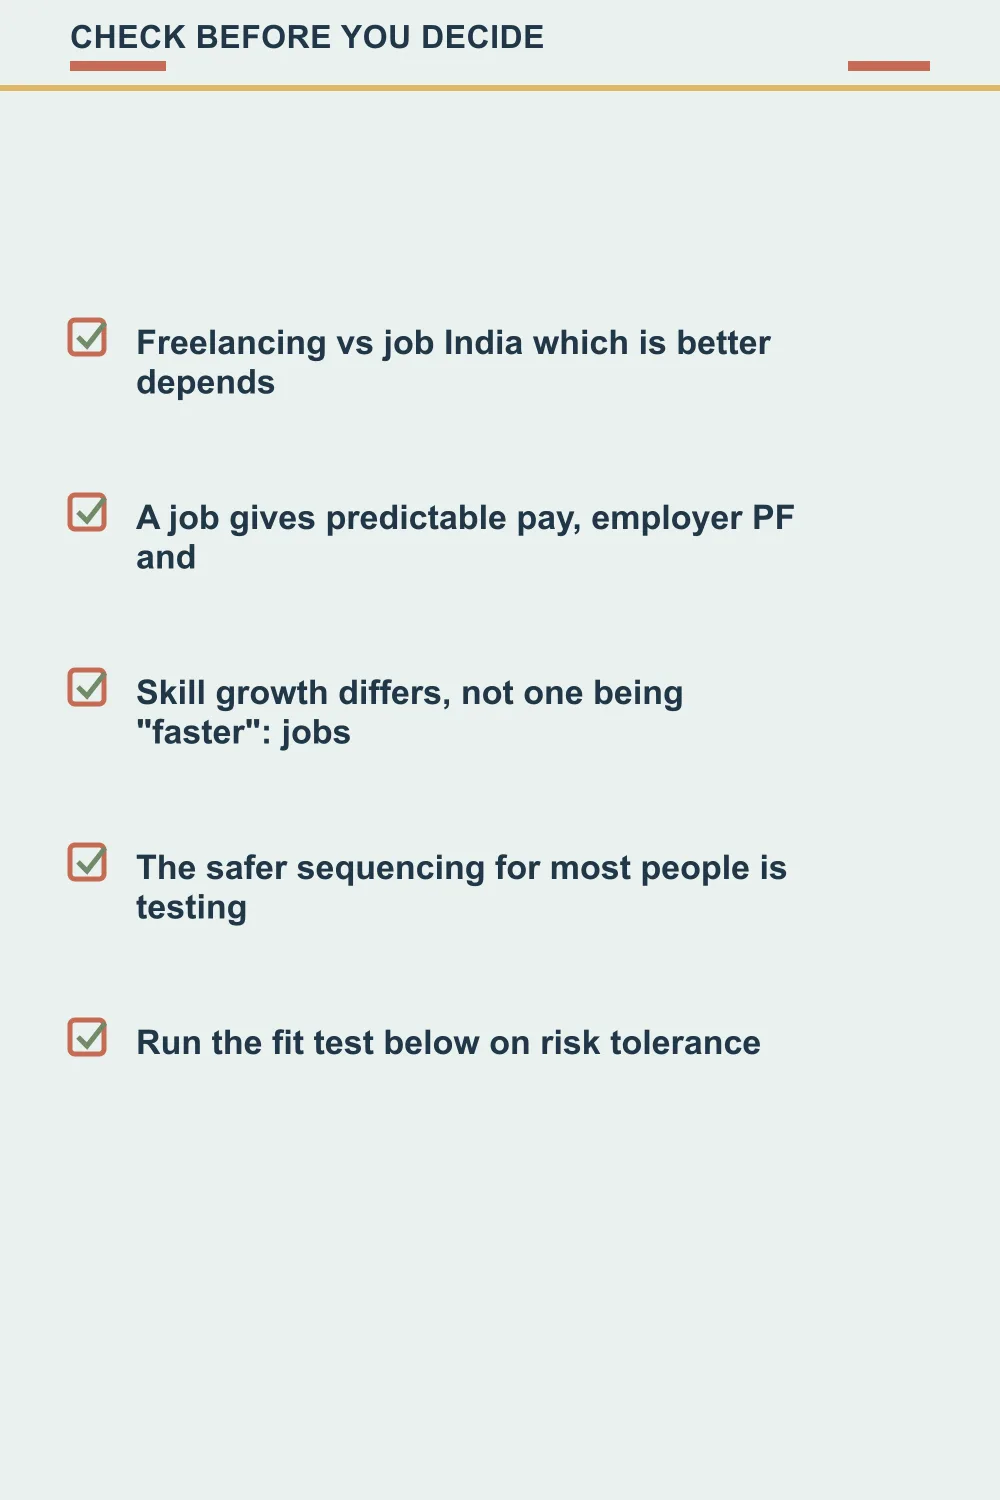 CHECK BEFORE YOU DECIDE
Freelancing vs job India which is better
depends
A job gives predictable pay, employer PF
and
Skill growth differs, not one being
"faster": jobs
The safer sequencing for most people is
testing
Run the fit test below on risk tolerance